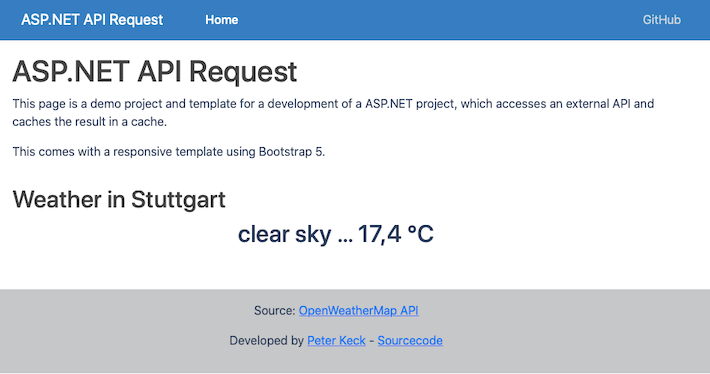 ASP.NET API Request Home GitHub
ASP.NET API Request
This page is a demo project and template for a development of a ASP.NET project, which accesses an external API and
caches the result in a cache.
This comes with a responsive template using Bootstrap 5.
Weather in Stuttgart
clear sky ... 17,4 °C
Source: OpenWeatherMap API
Developed by Peter Keck - Sourcecode